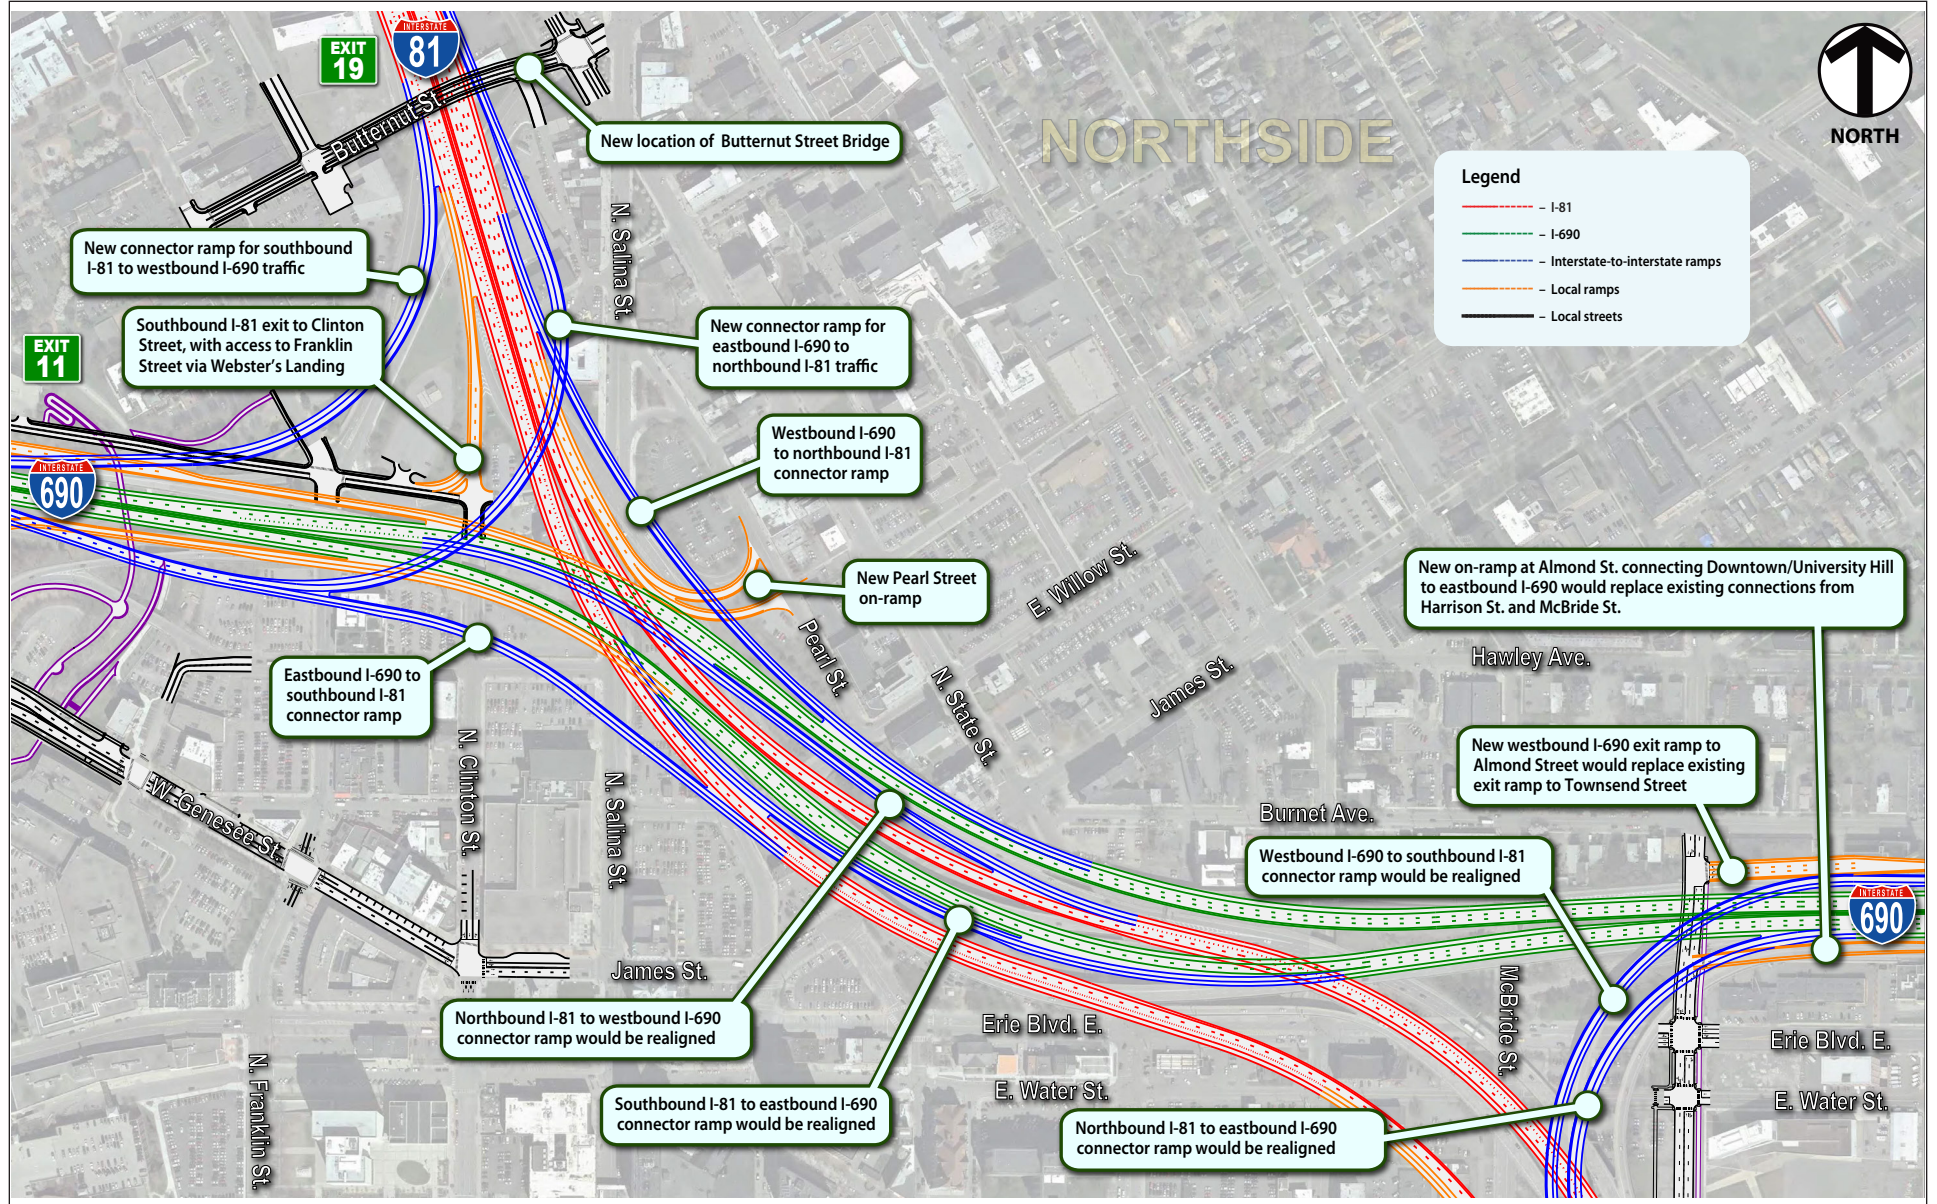 EXIT
19
INTERSTATE
81
Butternut St.
New location of Butternut Street Bridge
NORTHSIDE
NORTH
Legend
– I-81
– I-690
– Interstate-to-interstate ramps
– Local ramps
– Local streets
N. Salina St.
New connector ramp for southbound
I-81 to westbound I-690 traffic
Southbound I-81 exit to Clinton
Street, with access to Franklin
Street via Webster's Landing
New connector ramp for
eastbound I-690 to
northbound I-81 traffic
EXIT
11
Westbound I-690
to northbound I-81
connector ramp
INTERSTATE
690
New Pearl Street
on-ramp
E. Willow St.
New on-ramp at Almond St. connecting Downtown/University Hill
to eastbound I-690 would replace existing connections from
Harrison St. and McBride St.
Pearl St.
Hawley Ave.
James St.
N. State St.
Eastbound I-690 to
southbound I-81
connector ramp
New westbound I-690 exit ramp to
Almond Street would replace existing
exit ramp to Townsend Street
N. Clinton St.
N. Salina St.
W. Genesee St.
Burnet Ave.
Westbound I-690 to southbound I-81
connector ramp would be realigned
INTERSTATE
690
James St.
McBride St.
Northbound I-81 to westbound I-690
connector ramp would be realigned
Erie Blvd. E.
Erie Blvd. E.
N. Franklin St.
E. Water St.
E. Water St.
Southbound I-81 to eastbound I-690
connector ramp would be realigned
Northbound I-81 to eastbound I-690
connector ramp would be realigned